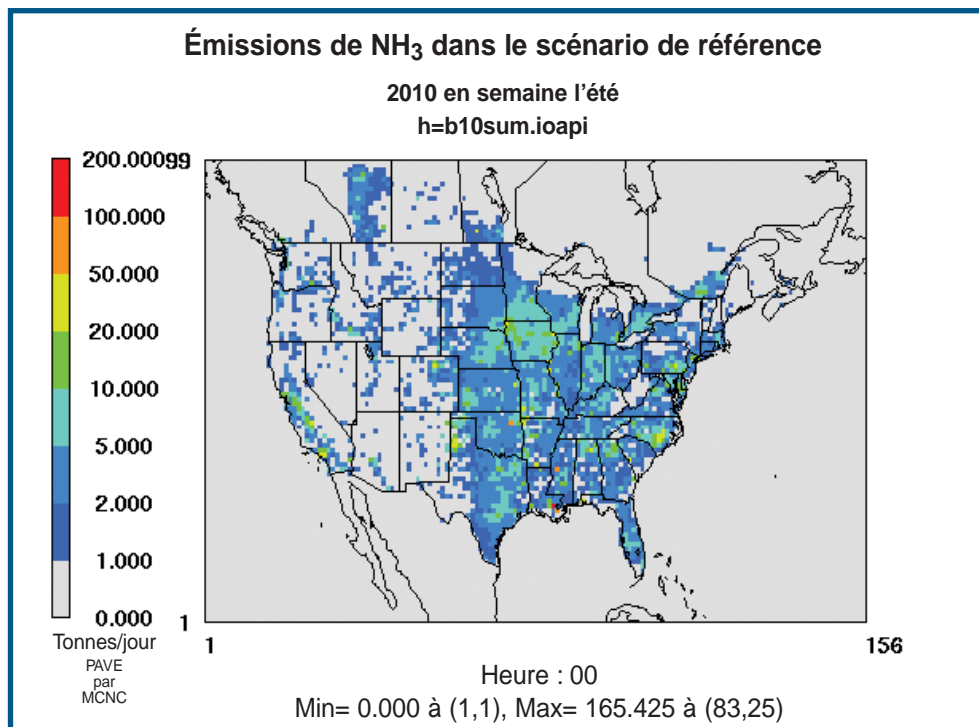 Émissions de NH₃ dans le scénario de référence
2010 en semaine l'été
h=b10sum.ioapi
200.000
100.000
50.000
20.000
10.000
5.000
2.000
1.000
0.000
Tonnes/jour
PAVE
par
MCNC
99
1
1
156
Heure : 00
Min= 0.000 à (1,1), Max= 165.425 à (83,25)